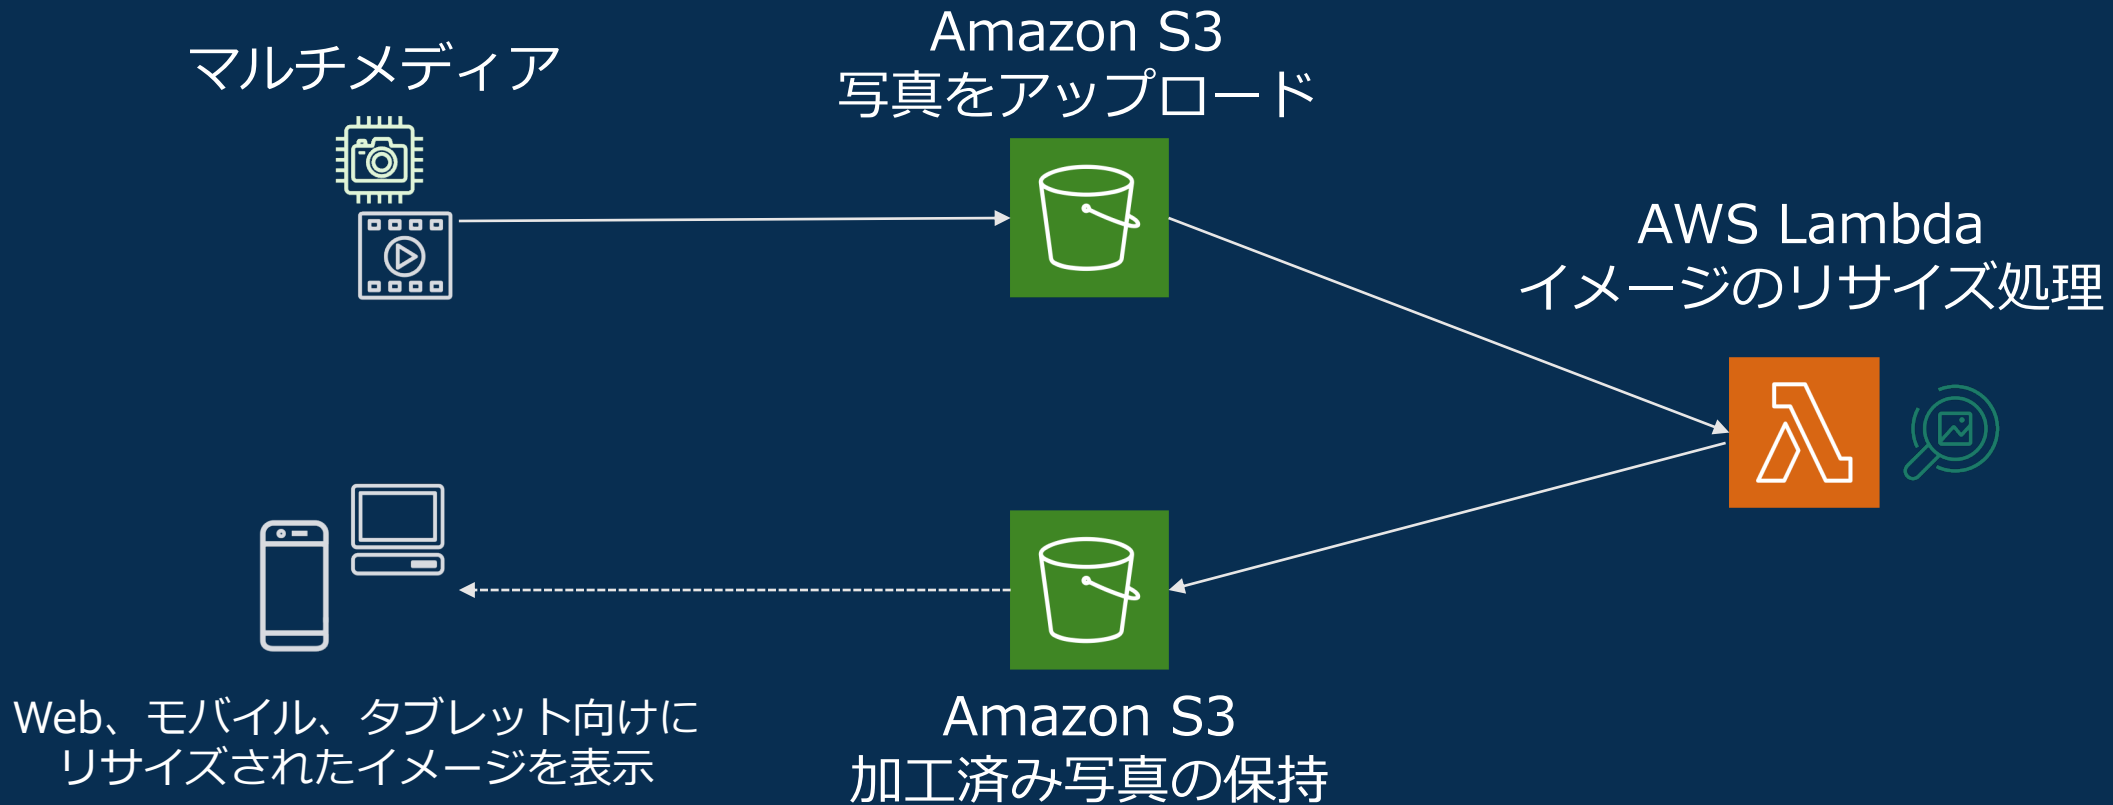 マルチメディア
Amazon S3
写真をアップロード
AWS Lambda
イメージのリサイズ処理
Web、モバイル、タブレット向けに
リサイズされたイメージを表示
Amazon S3
加工済み写真の保持